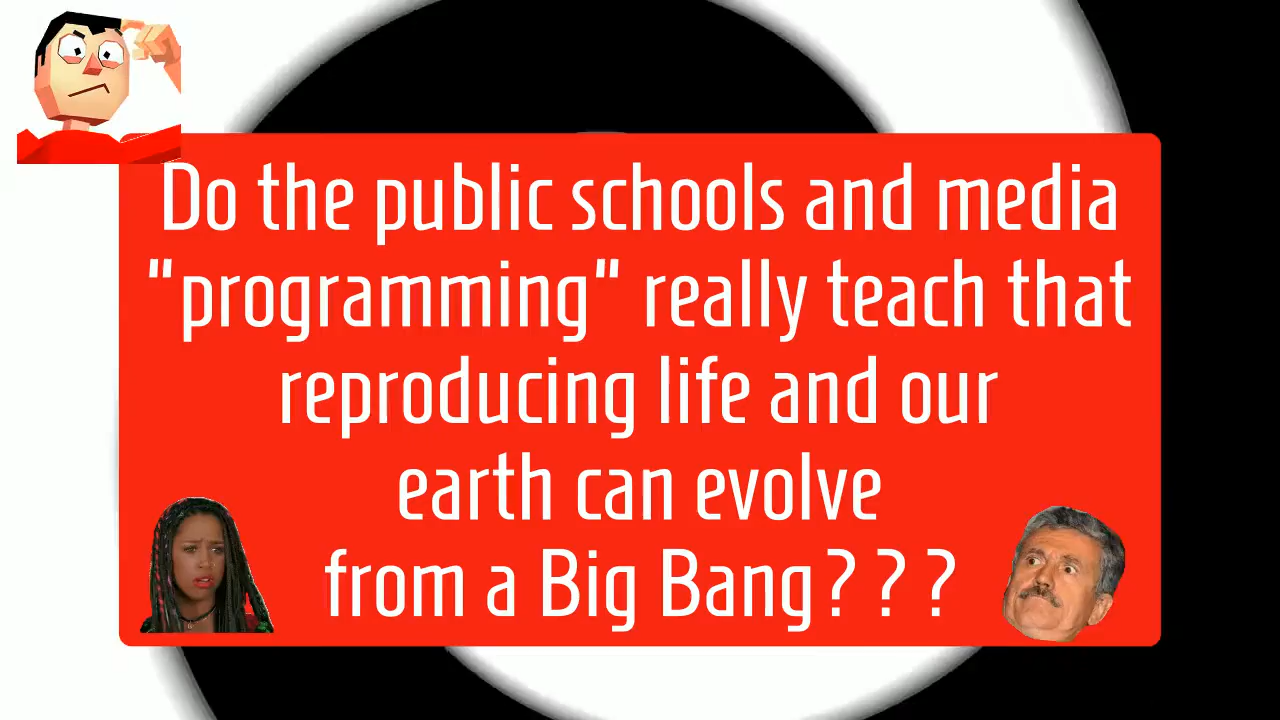 Do the public schools and media
"programming" really teach that
reproducing life and our
earth can evolve
from a Big Bang? ? ?